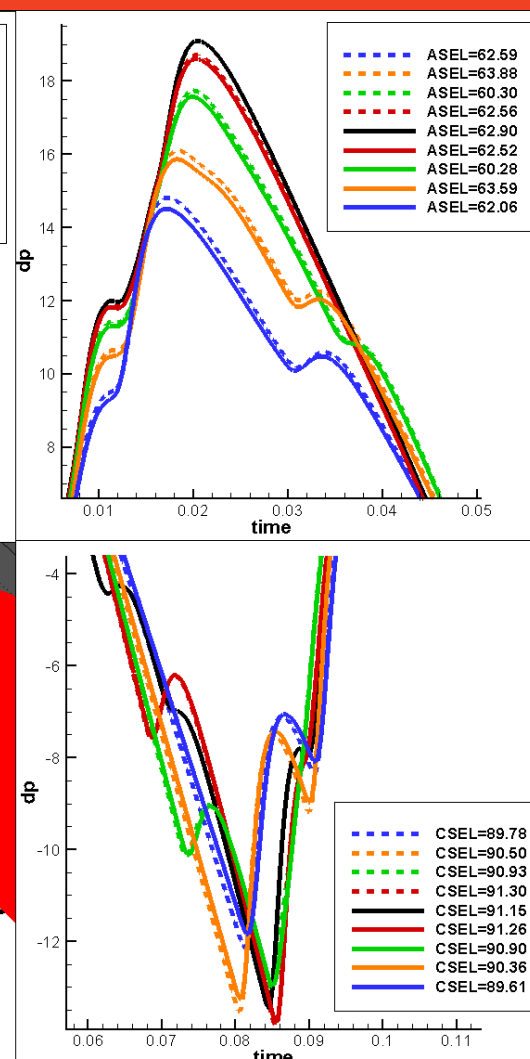 18
16
14
12
10
8
dp
0.01
0.02
0.03
0.04
0.05
time
ASEL=62.59
ASEL=63.88
ASEL=60.30
ASEL=62.56
ASEL=62.90
ASEL=62.52
ASEL=60.28
ASEL=63.59
ASEL=62.06
-4
-6
-8
-10
-12
dp
0.06
0.07
0.08
0.09
0.1
0.11
time
CSEL=89.78
CSEL=90.50
CSEL=90.93
CSEL=91.30
CSEL=91.15
CSEL=91.26
CSEL=90.90
CSEL=90.36
CSEL=89.61